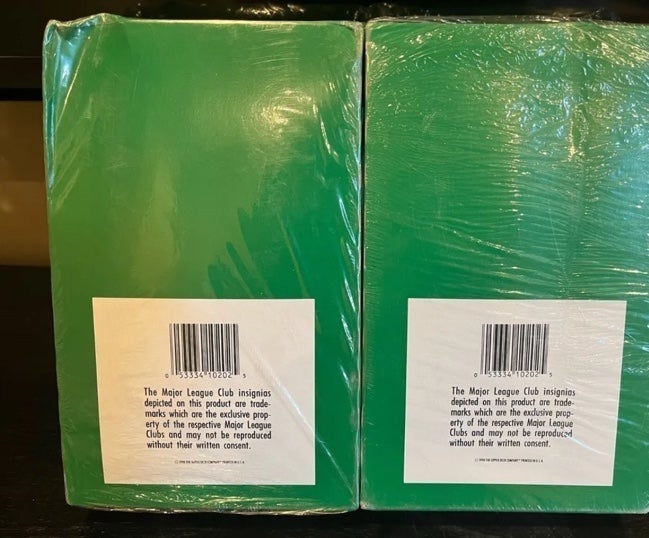 0 53334 10202 5
The Major League Club insignias
depicted on this product are trade-
marks which are the exclusive prop-
erty of the respective Major League
Clubs and may not be reproduced
without their written consent.
0 53334 10202 5
The Major League Club insignias
depicted on this product are trade-
marks which are the exclusive prop-
erty of the respective Major League
Clubs and may not be reproduced
without their written consent.